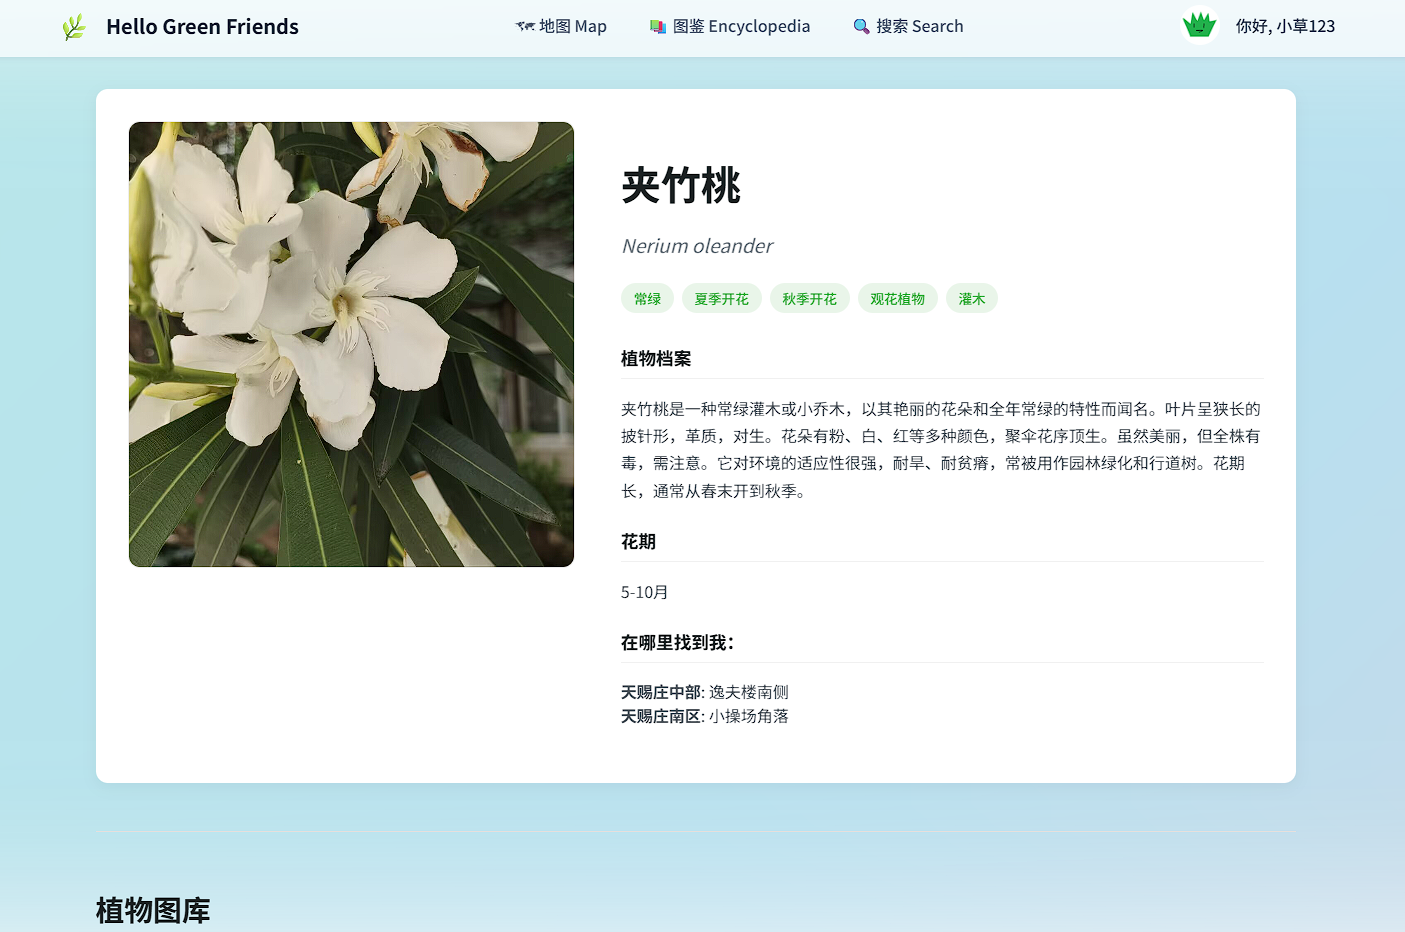 Hello Green Friends
地图 Map
图鉴 Encyclopedia
搜索 Search
你好, 小草123
夹竹桃
Nerium oleander
常绿
夏季开花
秋季开花
观花植物
灌木
植物档案
夹竹桃是一种常绿灌木或小乔木，以其艳丽的花朵和全年常绿的特性而闻名。叶片呈狭长的
披针形，革质，对生。花朵有粉、白、红等多种颜色，聚伞花序顶生。虽然美丽，但全株有
毒，需注意。它对环境的适应性很强，耐旱、耐贫瘠，常被用作园林绿化和行道树。花期
长，通常从春末开到秋季。
花期
5-10月
在哪里找到我：
天赐庄中部: 逸夫楼南侧
天赐庄南区: 小操场角落
植物图库